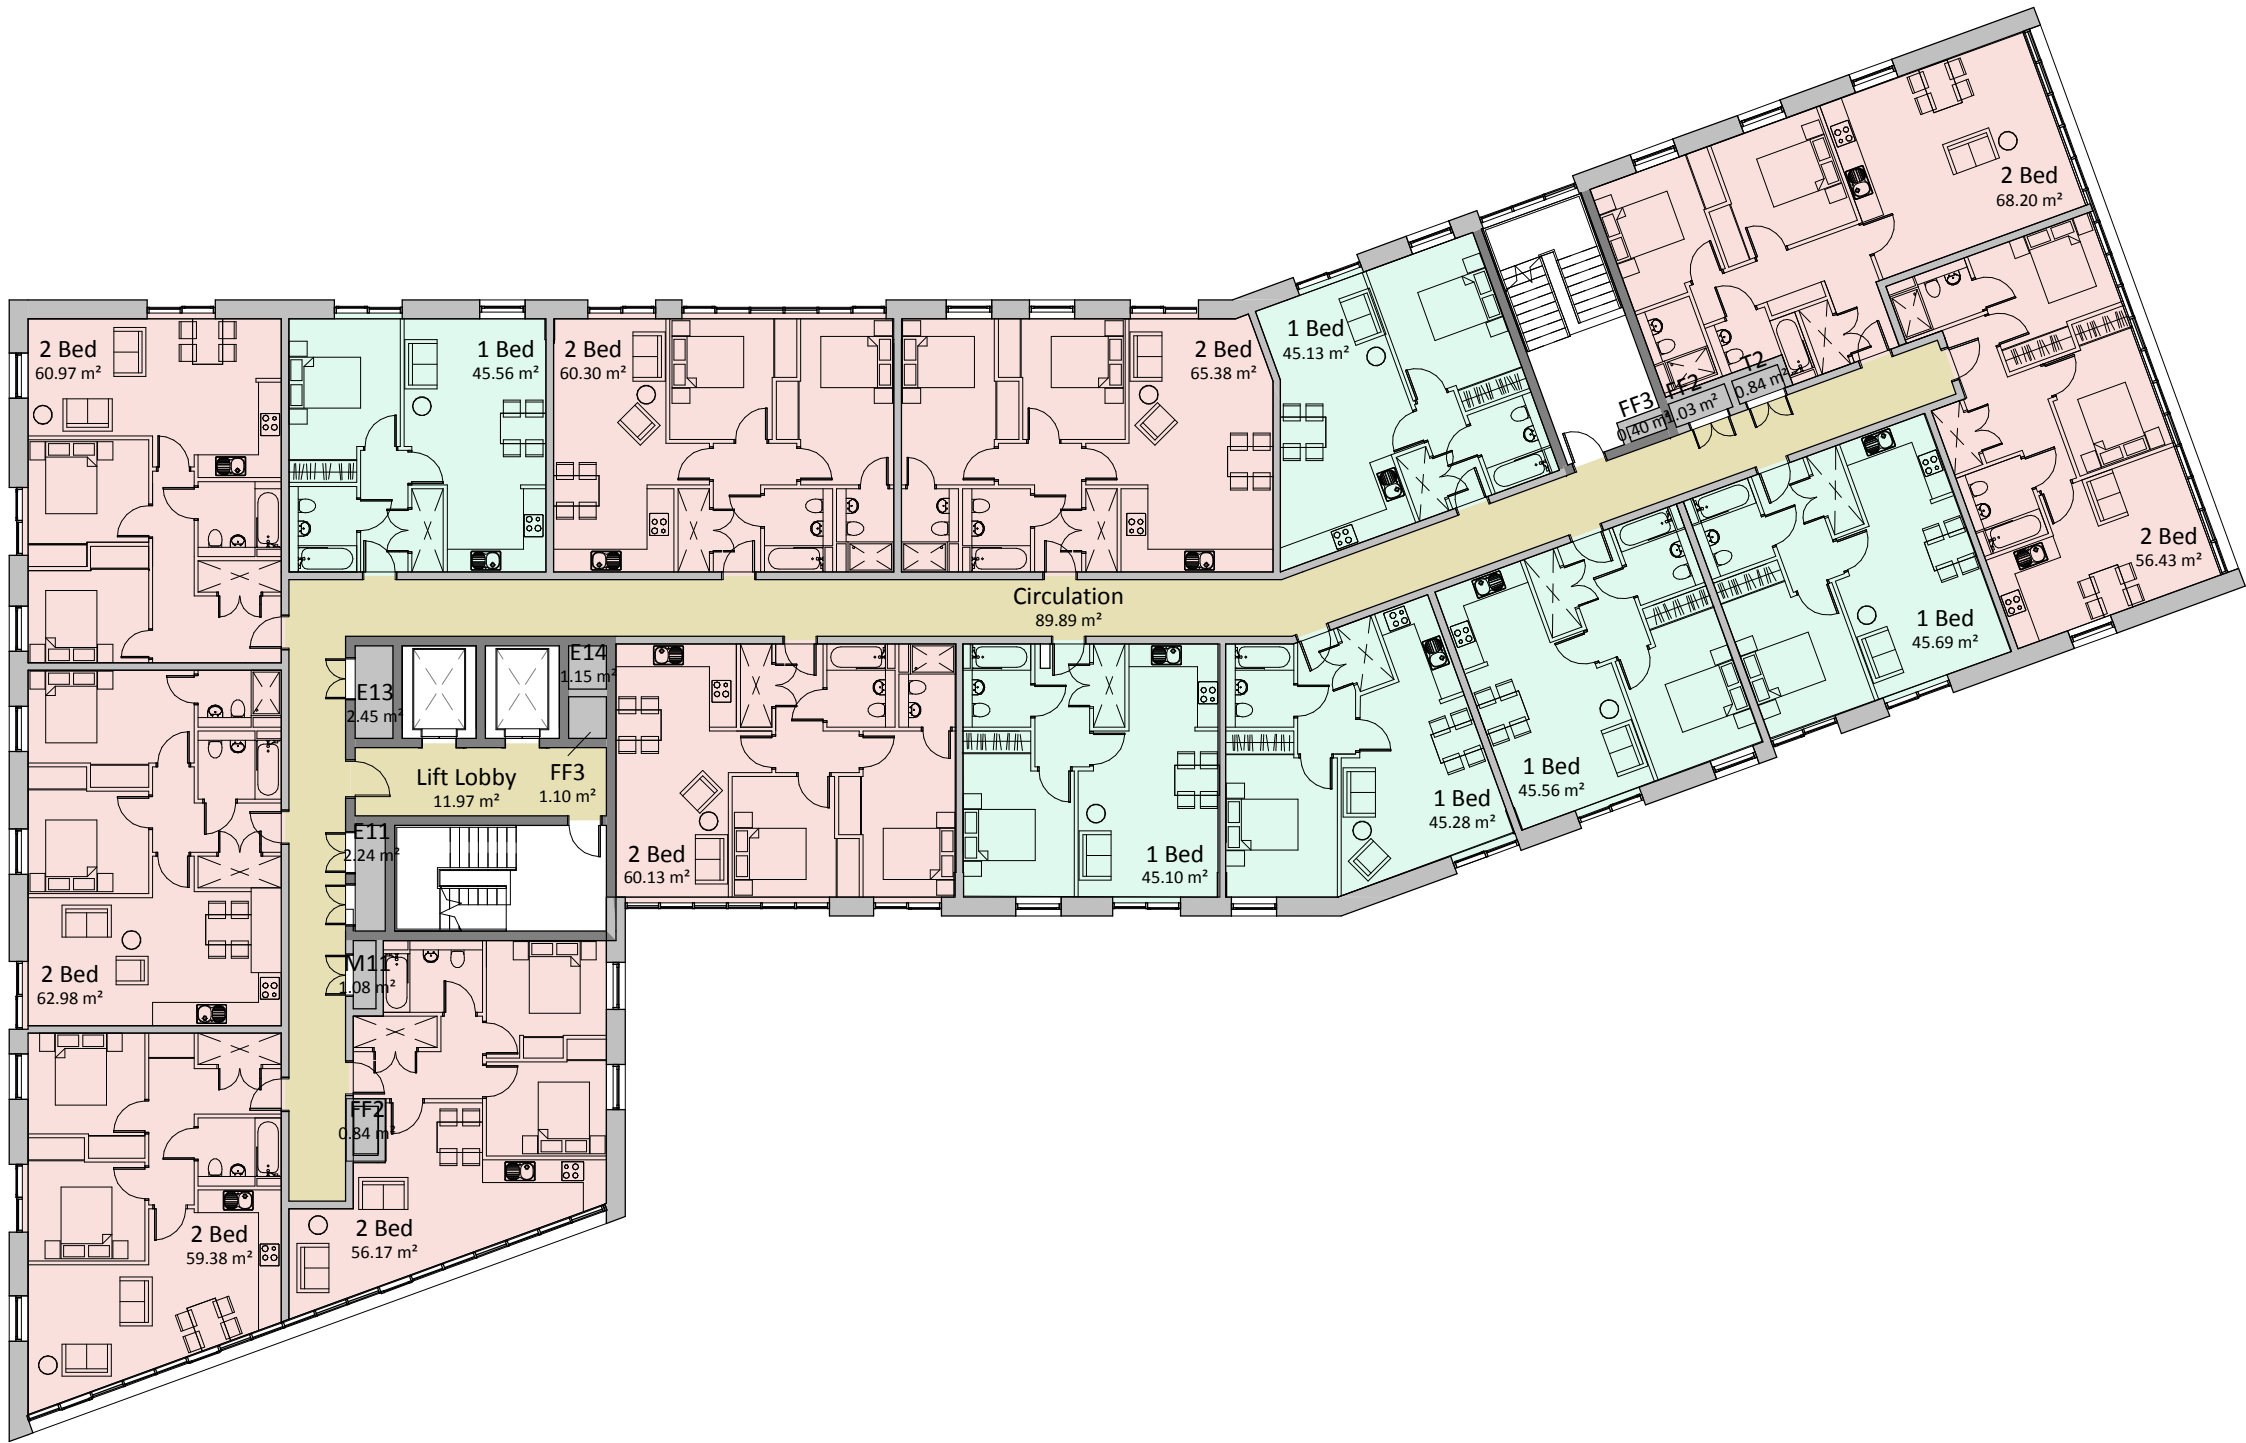 2 Bed
68.20 m²
1 Bed
45.13 m²
2 Bed
60.97 m²
1 Bed
45.56 m²
2 Bed
60.30 m²
2 Bed
65.38 m²
T2
0.84 m²
FF2
1.03 m²
FF3
0.40 m²
2 Bed
56.43 m²
Circulation
89.89 m²
1 Bed
45.69 m²
E14
1.15 m²
E13
2.45 m²
Lift Lobby
11.97 m²
FF3
1.10 m²
1 Bed
45.56 m²
1 Bed
45.28 m²
E11
2.24 m²
2 Bed
60.13 m²
1 Bed
45.10 m²
2 Bed
62.98 m²
M11
1.08 m²
FF2
0.84 m²
2 Bed
59.38 m²
2 Bed
56.17 m²